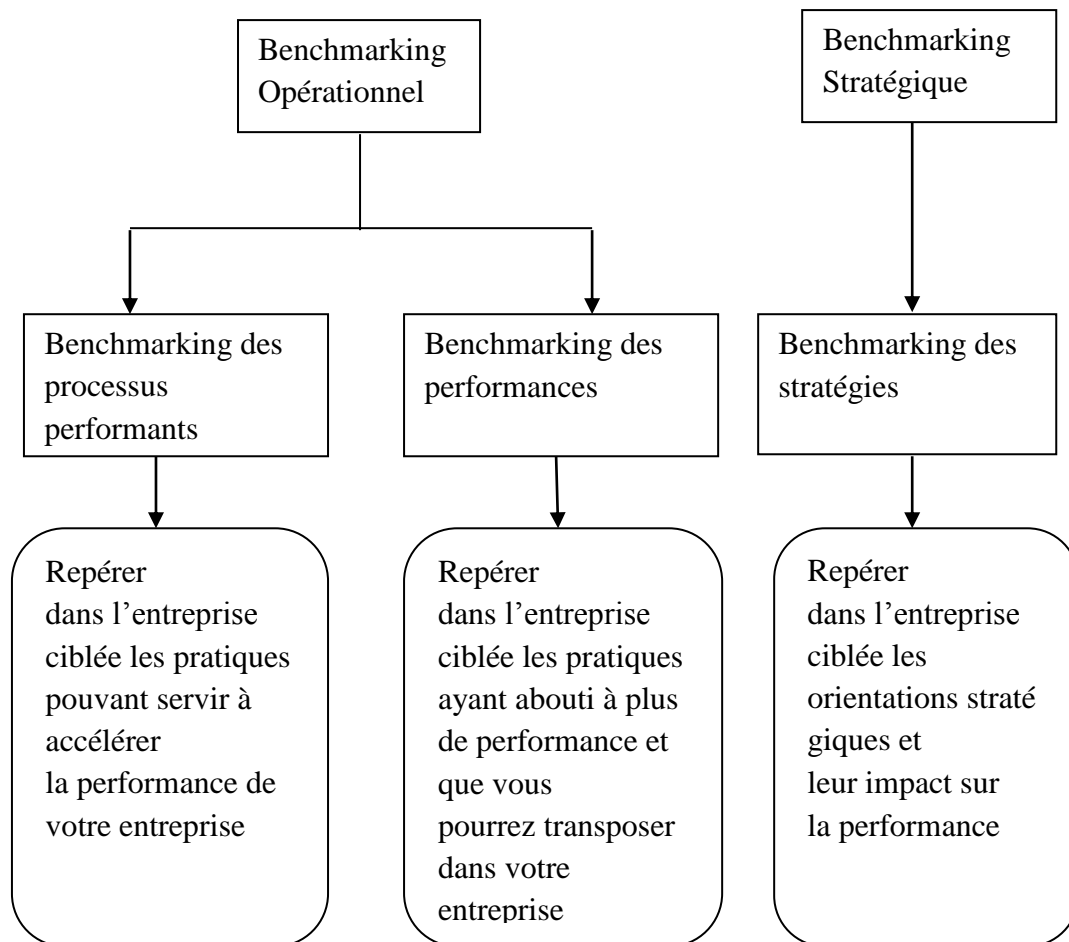 Benchmarking
Opérationnel
Benchmarking
Stratégique
Benchmarking des
processus
performants
Benchmarking des
performances
Benchmarking des
stratégies
Repérer
dans l’entreprise
ciblée les pratiques
pouvant servir à
accélérer
la performance de
votre entreprise
Repérer
dans l’entreprise
ciblée les pratiques
ayant abouti à plus
de performance et
que vous
pourrez transposer
dans votre
entreprise
Repérer
dans l’entreprise
ciblée les
orientations straté
giques et
leur impact sur
la performance